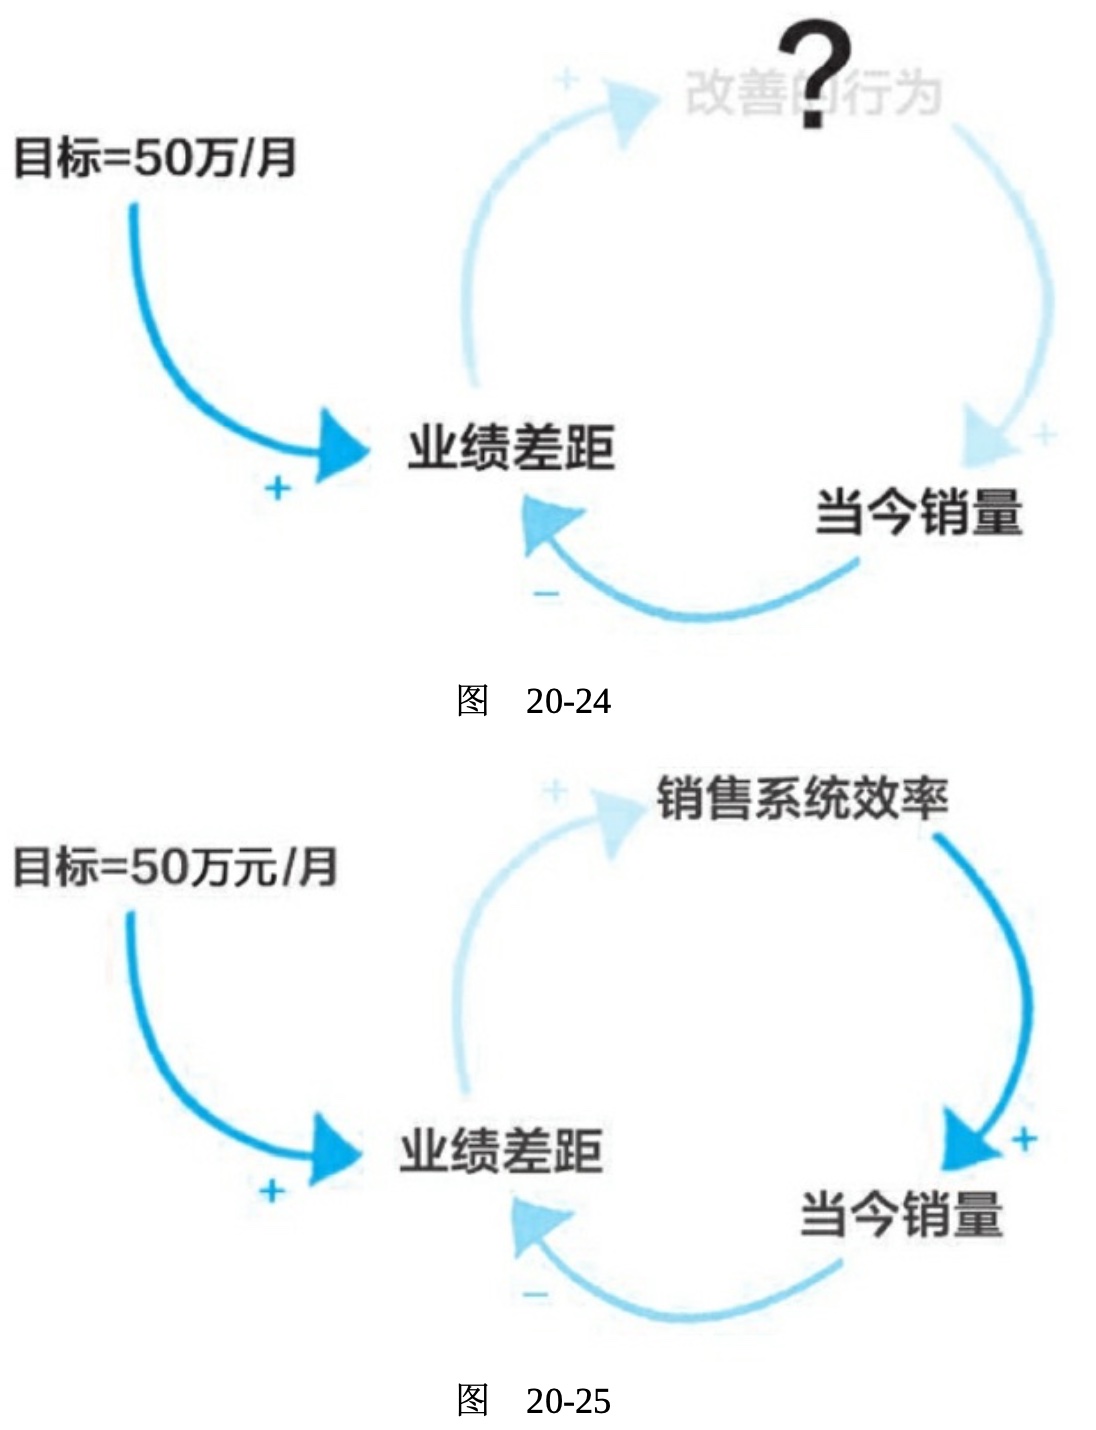 ?
+
改善的行为
目标=50万/月
业绩差距
+
+
当今销量
−
图 20-24
+
销售系统效率
目标=50万元/月
业绩差距
+
+
当今销量
−
图 20-25